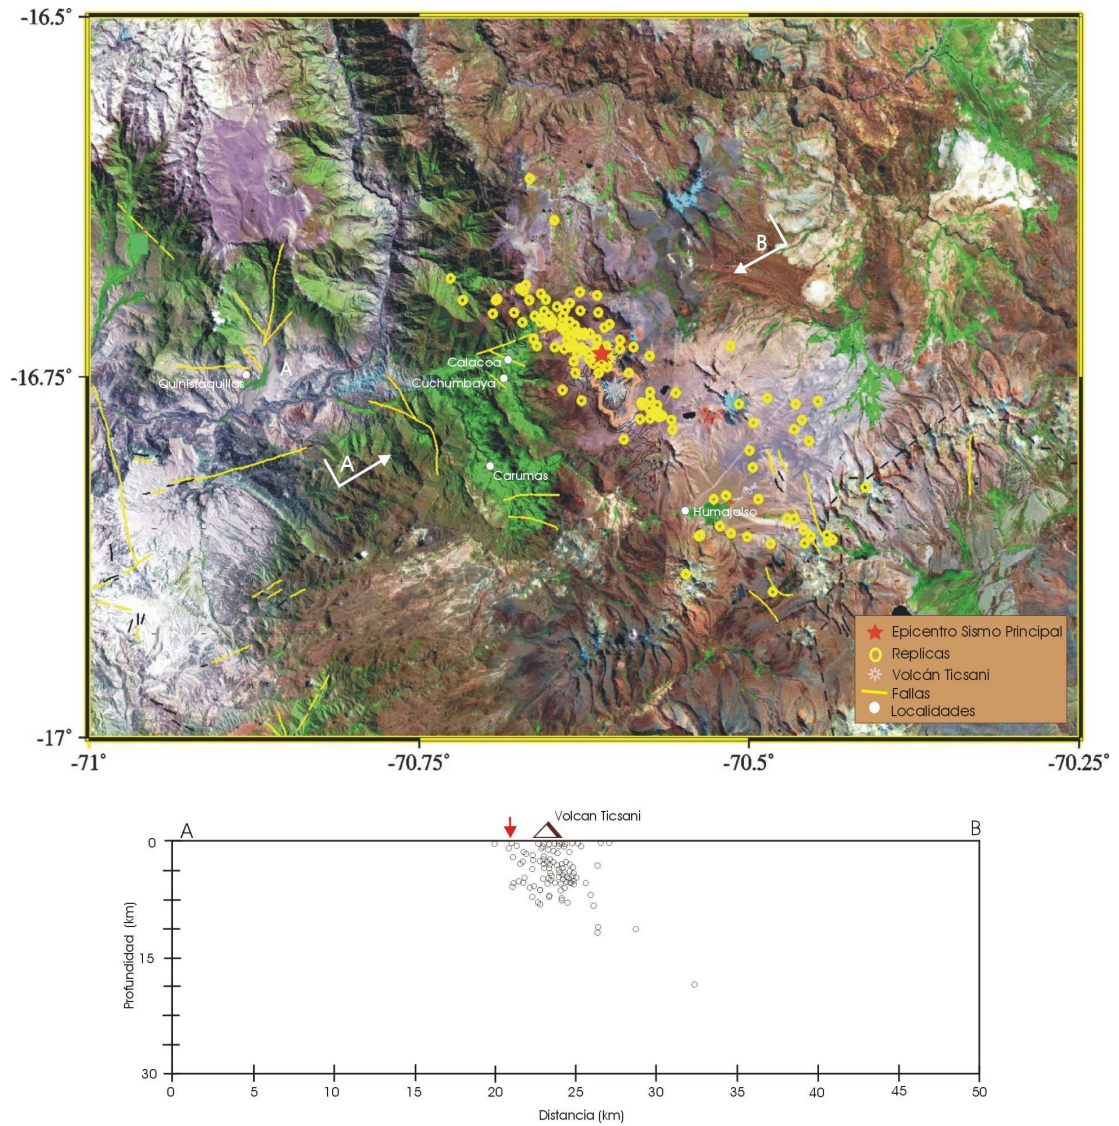 -16.5°
B
Calacoa
-16.75°
Quinistaquillas
A
Cuchumbaya
A
Carumas
Humajalso
Epicentro Sismo Principal
Replicas
Volcán Ticsani
Fallas
Localidades
-17°
-71°
-70.75°
-70.5°
-70.25°
Volcan Ticsani
A
B
0
15
30
Profundidad (km)
0
5
10
15
20
25
30
35
40
45
50
Distancia (km)